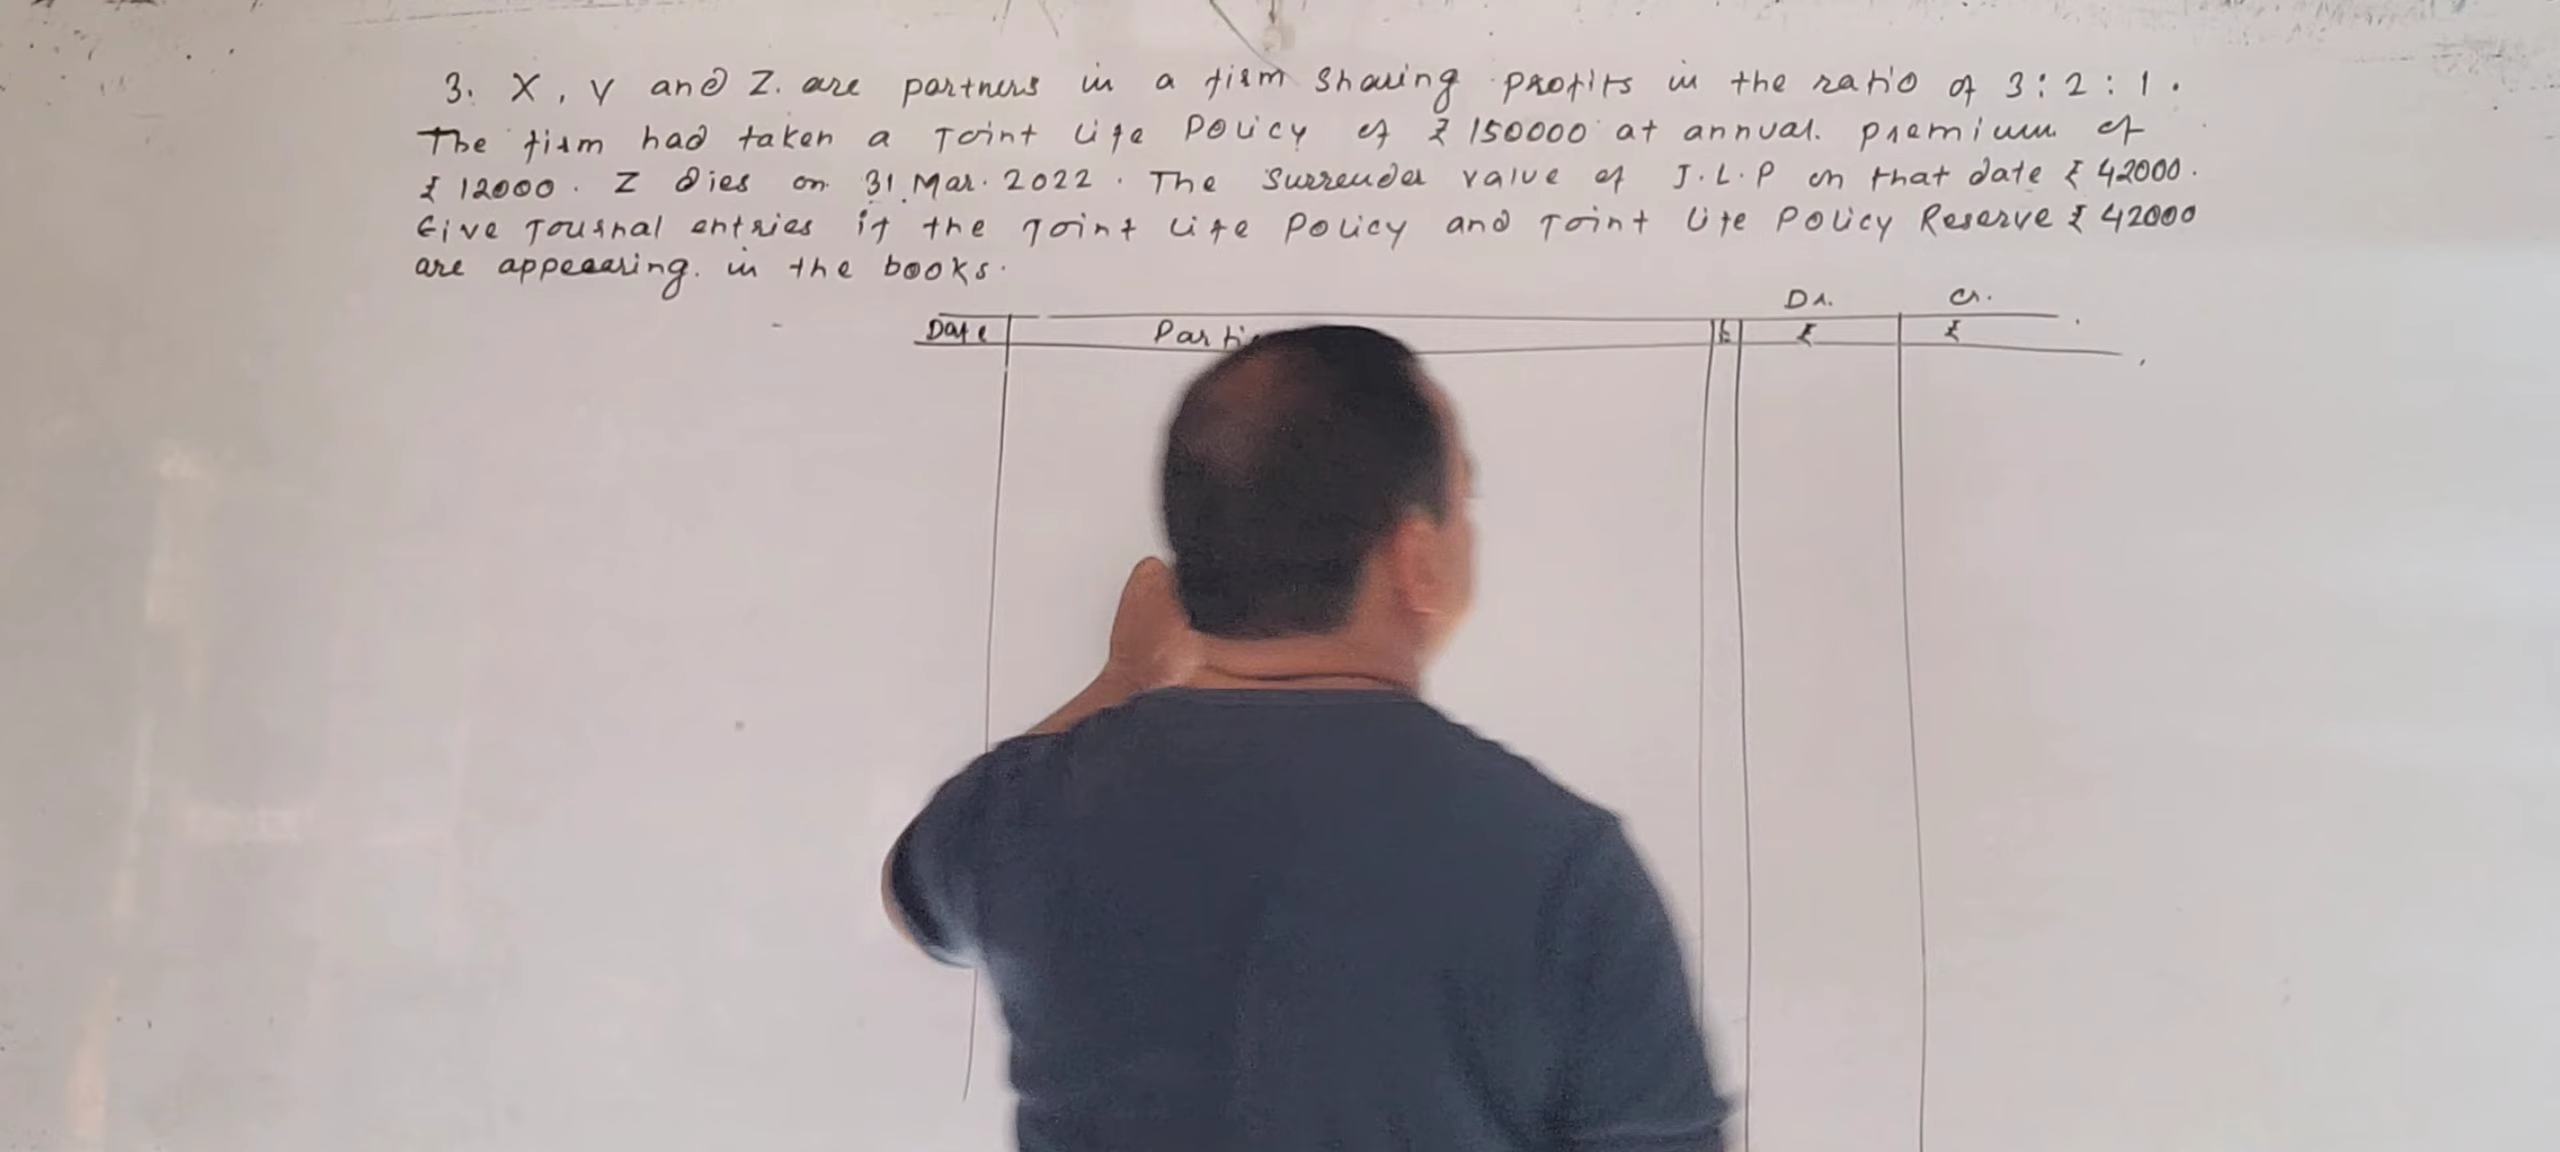 3. X, Y and Z. are partners in a firm sharing profits in the ratio of 3:2:1.
The firm had taken a Joint Life Policy of ₹ 150000 at annual. premium of
₹ 12000. Z dies on 31 Mar. 2022. The Surrender value of J.L.P on that date ₹ 42000.
Give Journal entries if the Joint Life Policy and Joint Life Policy Reserve ₹ 42000
are appeearing. in the books.
Dr. Cr.
Date ₹ ₹